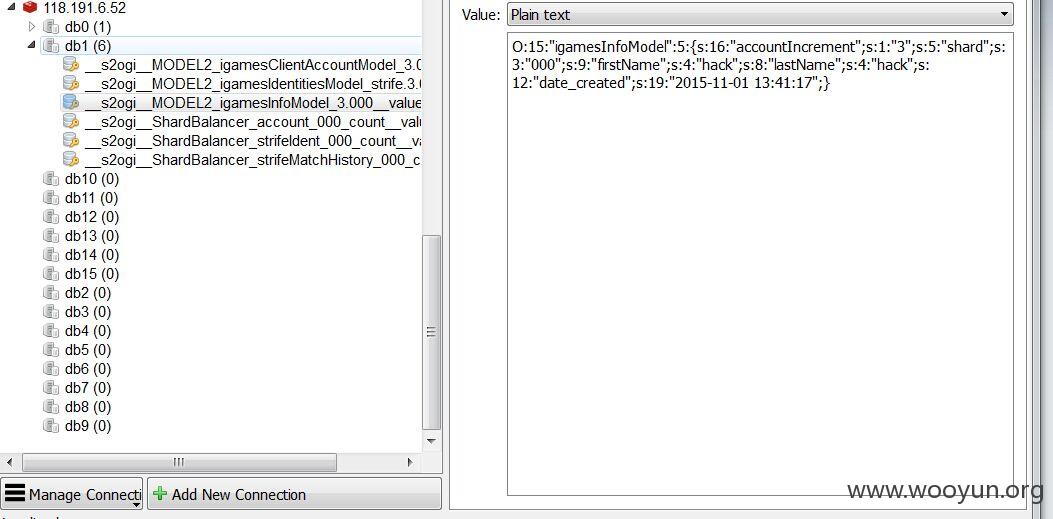 118.191.6.52
db0 (1)
db1 (6)
__s2ogi__MODEL2_igamesClientAccountModel_3.0
__s2ogi__MODEL2_igamesIdentitiesModel_strife.3.
__s2ogi__MODEL2_igamesInfoModel_3.000__value
__s2ogi__ShardBalancer_account_000_count__valu
__s2ogi__ShardBalancer_strifeIdent_000_count__va
__s2ogi__ShardBalancer_strifeMatchHistory_000_c
db10 (0)
db11 (0)
db12 (0)
db13 (0)
db14 (0)
db15 (0)
db2 (0)
db3 (0)
db4 (0)
db5 (0)
db6 (0)
db7 (0)
db8 (0)
db9 (0)
Manage Connecti
Add New Connection
Value: Plain text
O:15:"igamesInfoModel":5:{s:16:"accountIncrement";s:1:"3";s:5:"shard";s:
3:"000";s:9:"firstName";s:4:"hack";s:8:"lastName";s:4:"hack";s:
12:"date_created";s:19:"2015-11-01 13:41:17";}
www.wooyun.org